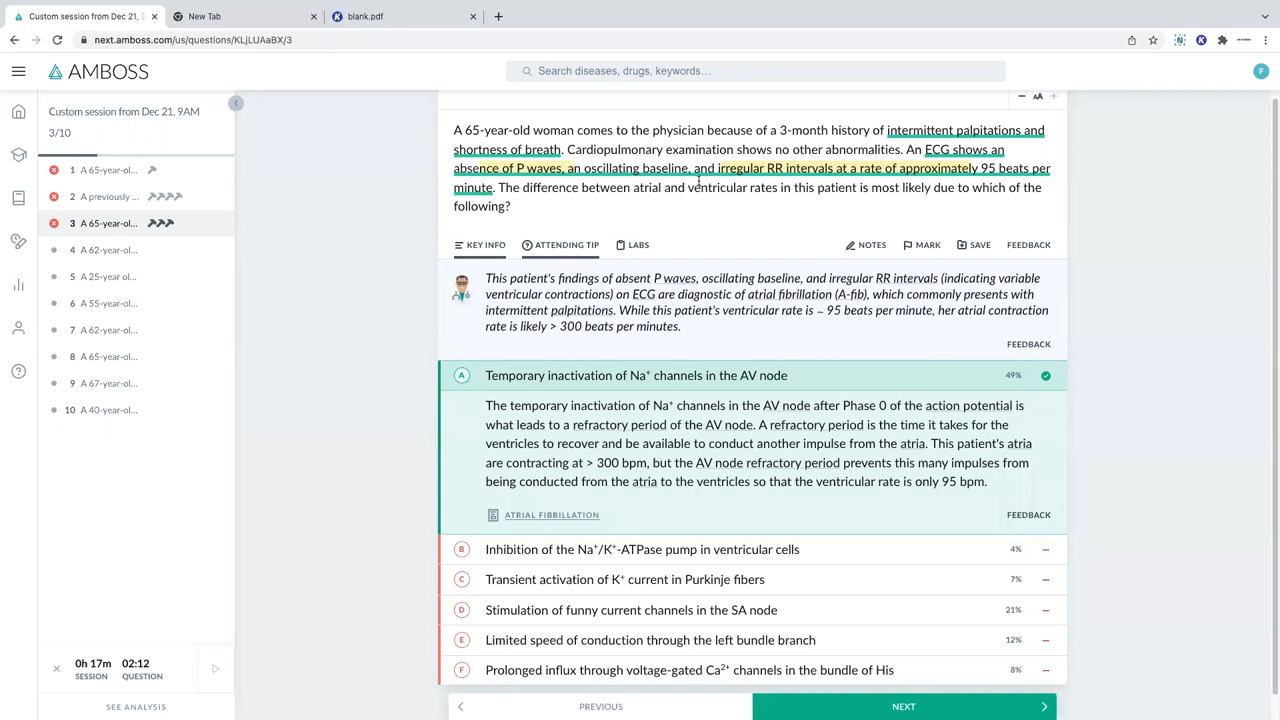 Custom session from Dec 21, 9
New Tab
blank.pdf
next.amboss.com/us/questions/KLjLUAaBX/3
AMBOSS
Search diseases, drugs, keywords…
F
Custom session from Dec 21, 9AM
3/10
1 A 65-year-ol...
2 A previously ...
3 A 65-year-ol...
4 A 62-year-ol...
5 A 25-year ol...
6 A 55-year-ol...
7 A 62-year-ol...
8 A 65-year-ol...
9 A 67-year-ol...
10 A 40-year-ol...
0h 17m 02:12
SESSION QUESTION
SEE ANALYSIS
AA
A 65-year-old woman comes to the physician because of a 3-month history of intermittent palpitations and
shortness of breath. Cardiopulmonary examination shows no other abnormalities. An ECG shows an
absence of P waves, an oscillating baseline, and irregular RR intervals at a rate of approximately 95 beats per
minute. The difference between atrial and ventricular rates in this patient is most likely due to which of the
following?
KEY INFO ATTENDING TIP LABS NOTES MARK SAVE FEEDBACK
This patient's findings of absent P waves, oscillating baseline, and irregular RR intervals (indicating variable
ventricular contractions) on ECG are diagnostic of atrial fibrillation (A-fib), which commonly presents with
intermittent palpitations. While this patient's ventricular rate is ~ 95 beats per minute, her atrial contraction
rate is likely > 300 beats per minutes.
FEEDBACK
A Temporary inactivation of Na⁺ channels in the AV node 49%
The temporary inactivation of Na⁺ channels in the AV node after Phase 0 of the action potential is
what leads to a refractory period of the AV node. A refractory period is the time it takes for the
ventricles to recover and be available to conduct another impulse from the atria. This patient's atria
are contracting at > 300 bpm, but the AV node refractory period prevents this many impulses from
being conducted from the atria to the ventricles so that the ventricular rate is only 95 bpm.
ATRIAL FIBRILLATION FEEDBACK
B Inhibition of the Na⁺/K⁺-ATPase pump in ventricular cells 4%
C Transient activation of K⁺ current in Purkinje fibers 7%
D Stimulation of funny current channels in the SA node 21%
E Limited speed of conduction through the left bundle branch 12%
F Prolonged influx through voltage-gated Ca²⁺ channels in the bundle of His 8%
PREVIOUS NEXT